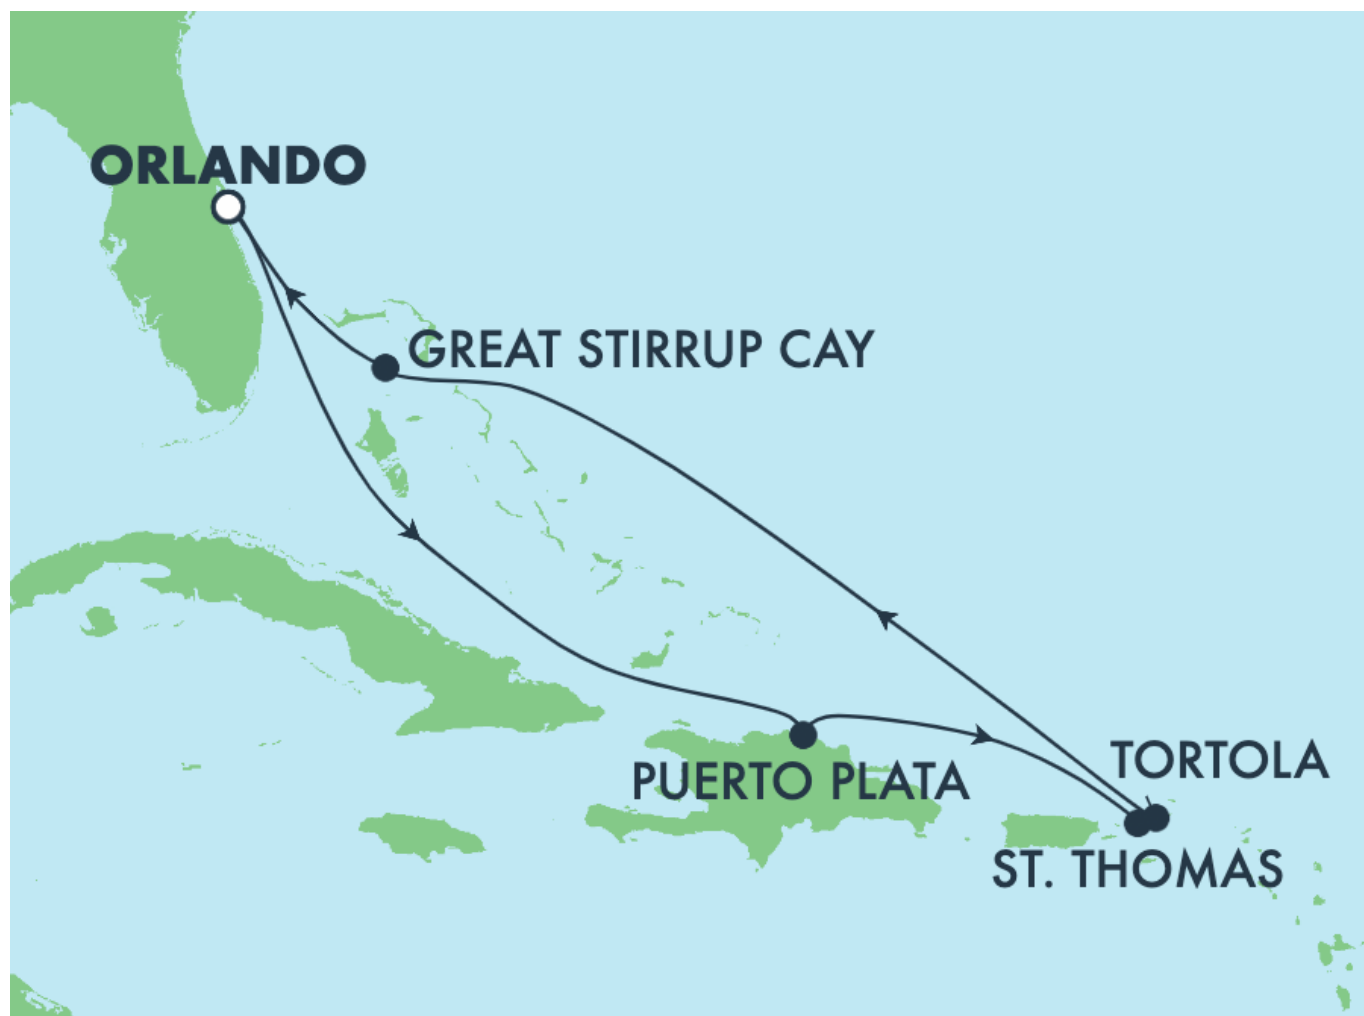 ORLANDO
GREAT STIRRUP CAY
TORTOLA
PUERTO PLATA
ST. THOMAS